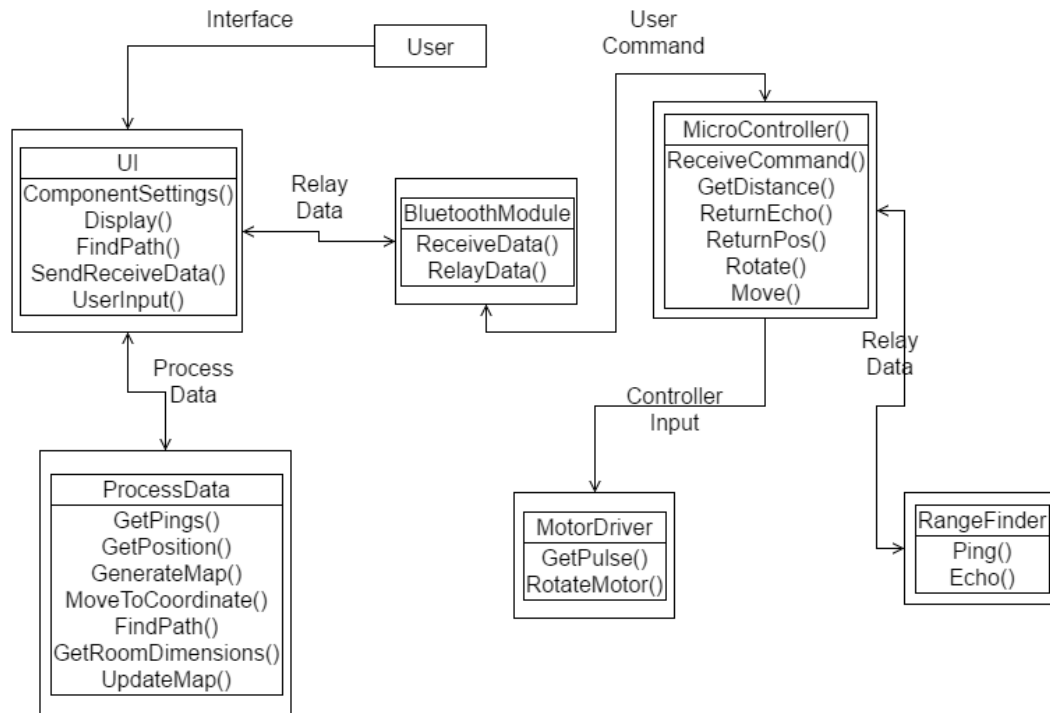 Interface
User
User
Command
UI
ComponentSettings()
Display()
FindPath()
SendReceiveData()
UserInput()
Relay
Data
BluetoothModule
ReceiveData()
RelayData()
MicroController()
ReceiveCommand()
GetDistance()
ReturnEcho()
ReturnPos()
Rotate()
Move()
Process
Data
Controller
Input
Relay
Data
ProcessData
GetPings()
GetPosition()
GenerateMap()
MoveToCoordinate()
FindPath()
GetRoomDimensions()
UpdateMap()
MotorDriver
GetPulse()
RotateMotor()
RangeFinder
Ping()
Echo()